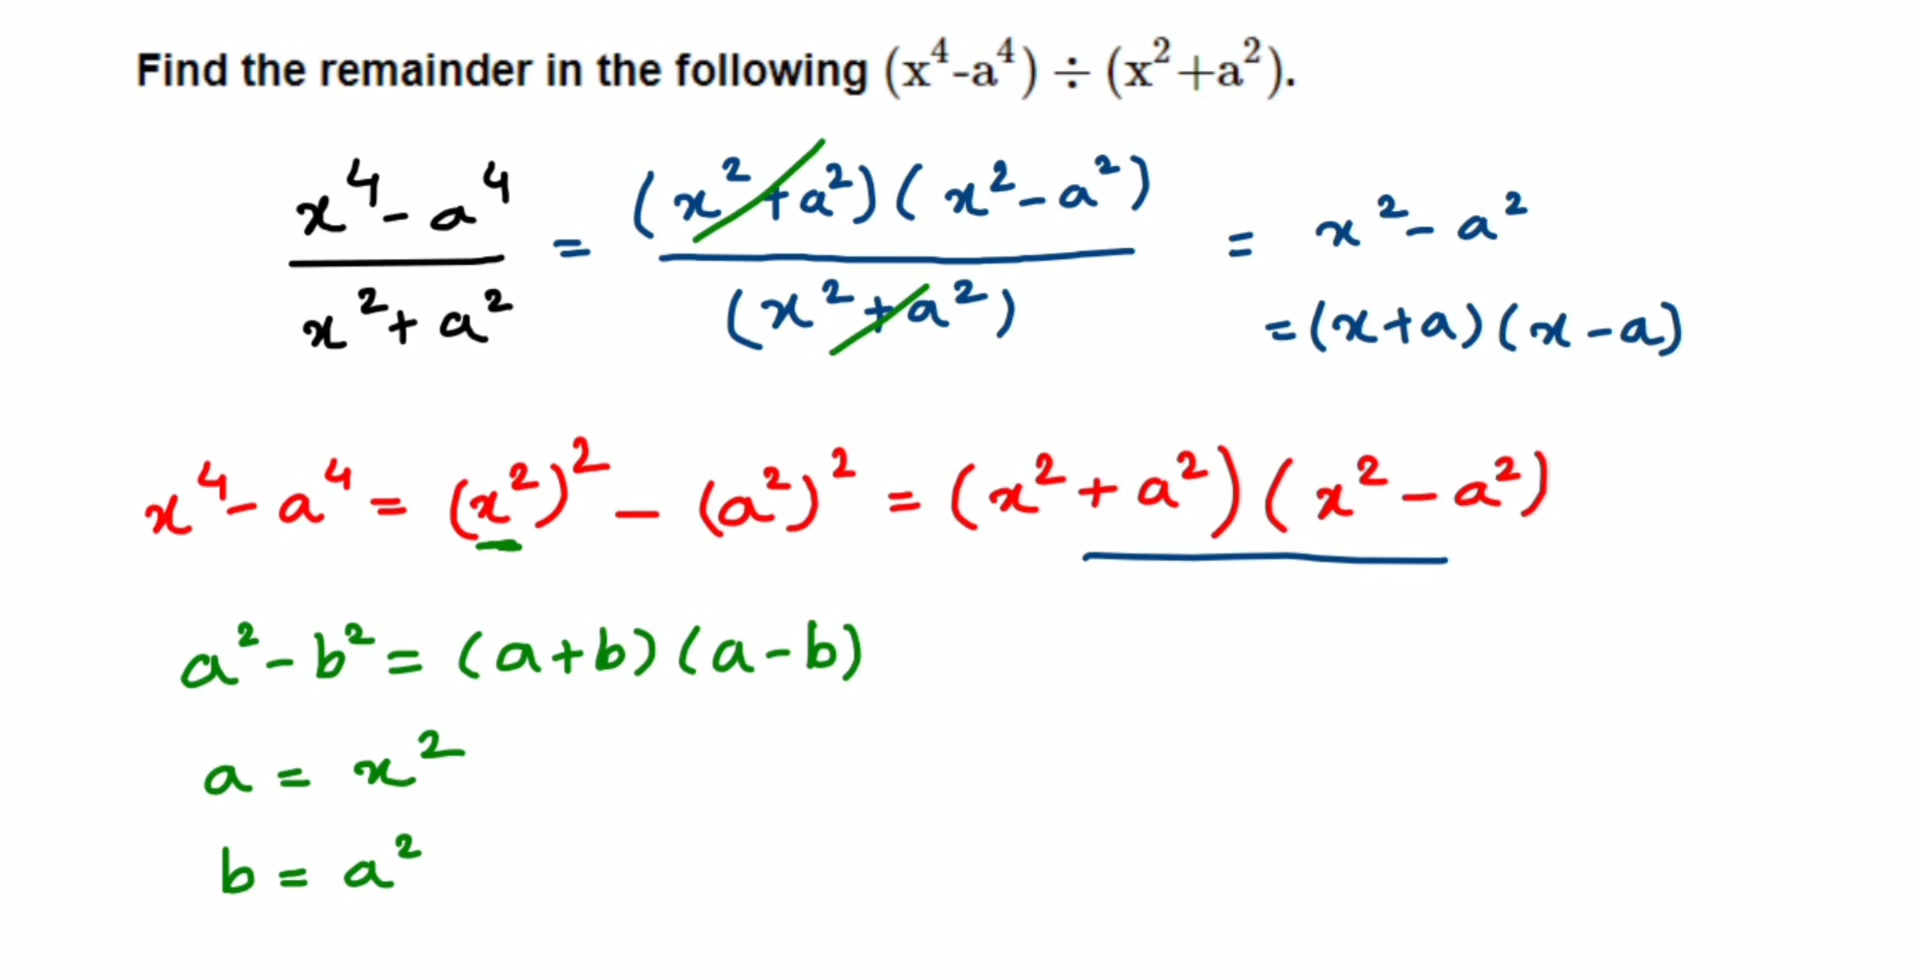 Find the remainder in the following (x⁴-a⁴) ÷ (x²+a²).
x⁴ - a⁴ / x² + a² = (x² + a²)(x² - a²) / (x² + a²) = x² - a²
= (x + a)(x - a)
x⁴ - a⁴ = (x²)² - (a²)² = (x² + a²)(x² - a²)
a² - b² = (a + b)(a - b)
a = x²
b = a²